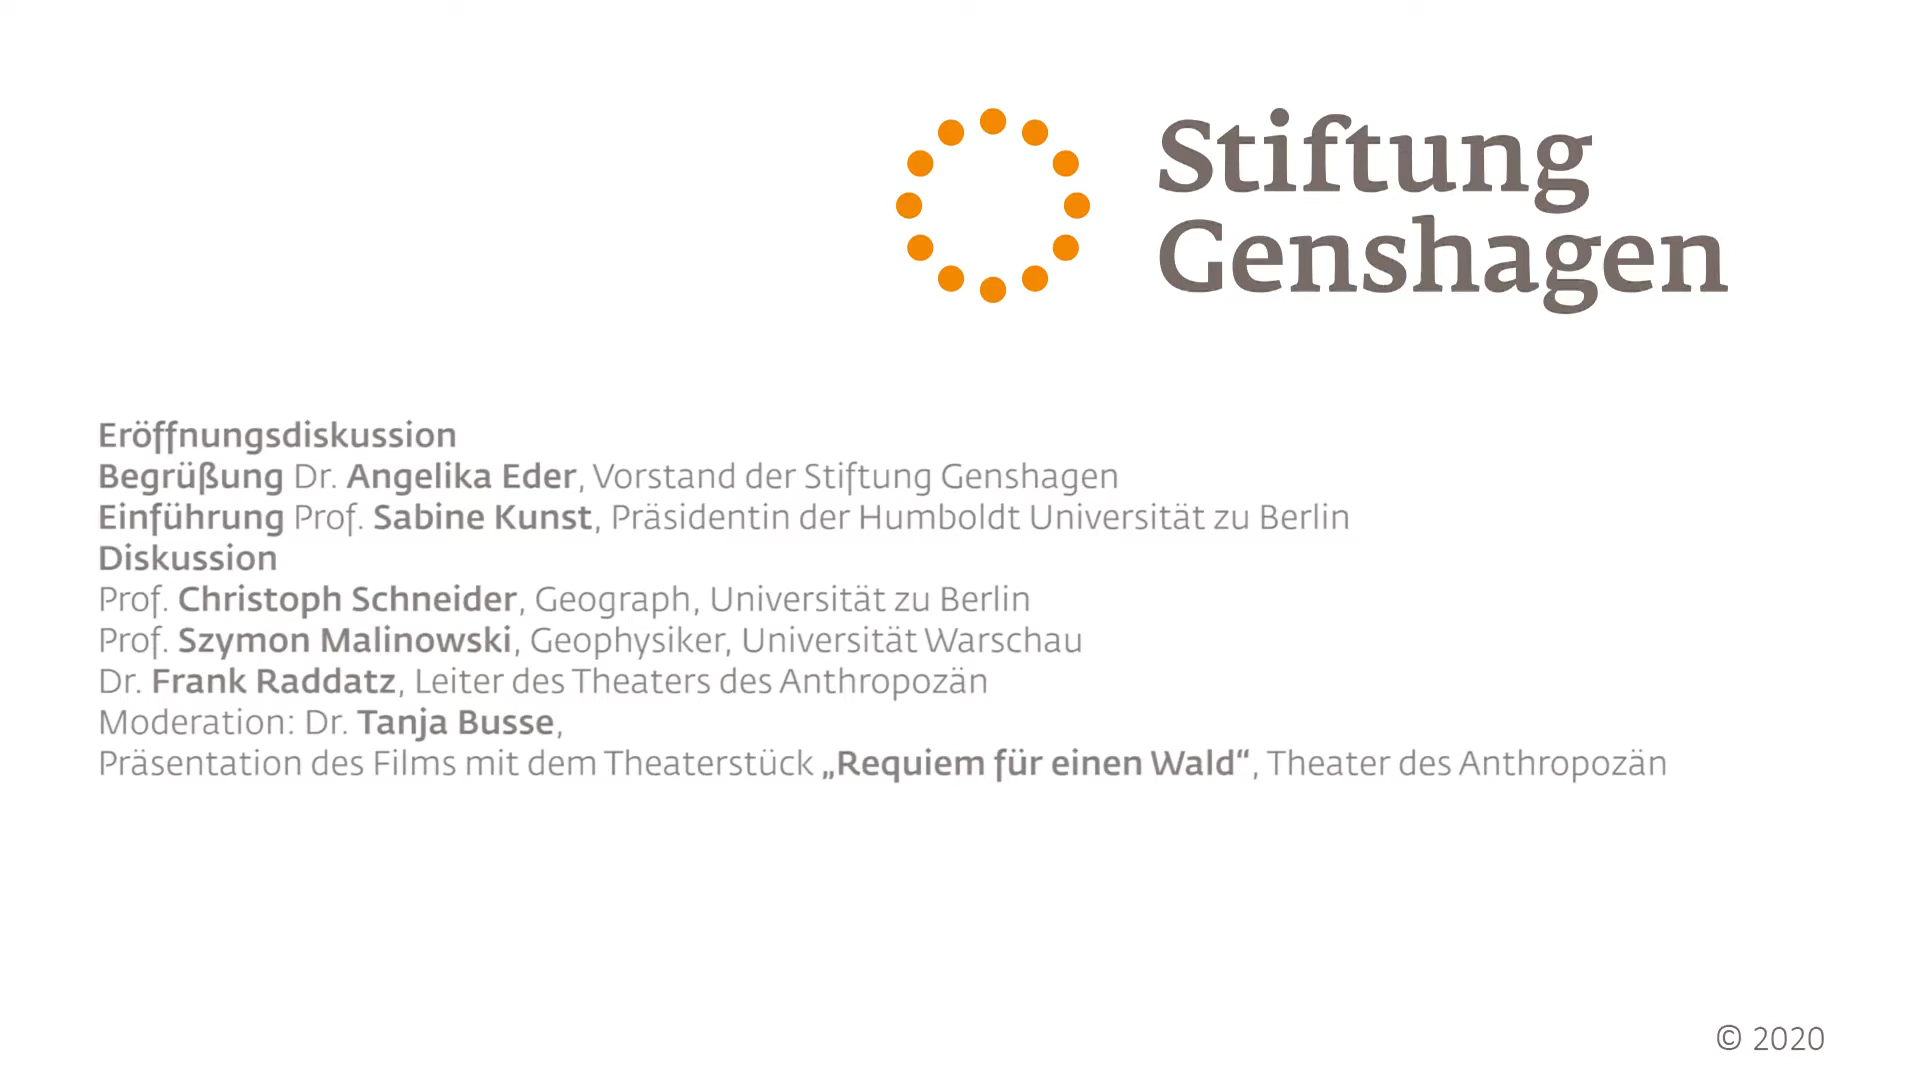 Stiftung
Genshagen
Eröffnungsdiskussion
Begrüßung Dr. Angelika Eder, Vorstand der Stiftung Genshagen
Einführung Prof. Sabine Kunst, Präsidentin der Humboldt Universität zu Berlin
Diskussion
Prof. Christoph Schneider, Geograph, Universität zu Berlin
Prof. Szymon Malinowski, Geophysiker, Universität Warschau
Dr. Frank Raddatz, Leiter des Theaters des Anthropozän
Moderation: Dr. Tanja Busse,
Präsentation des Films mit dem Theaterstück „Requiem für einen Wald“, Theater des Anthropozän
© 2020